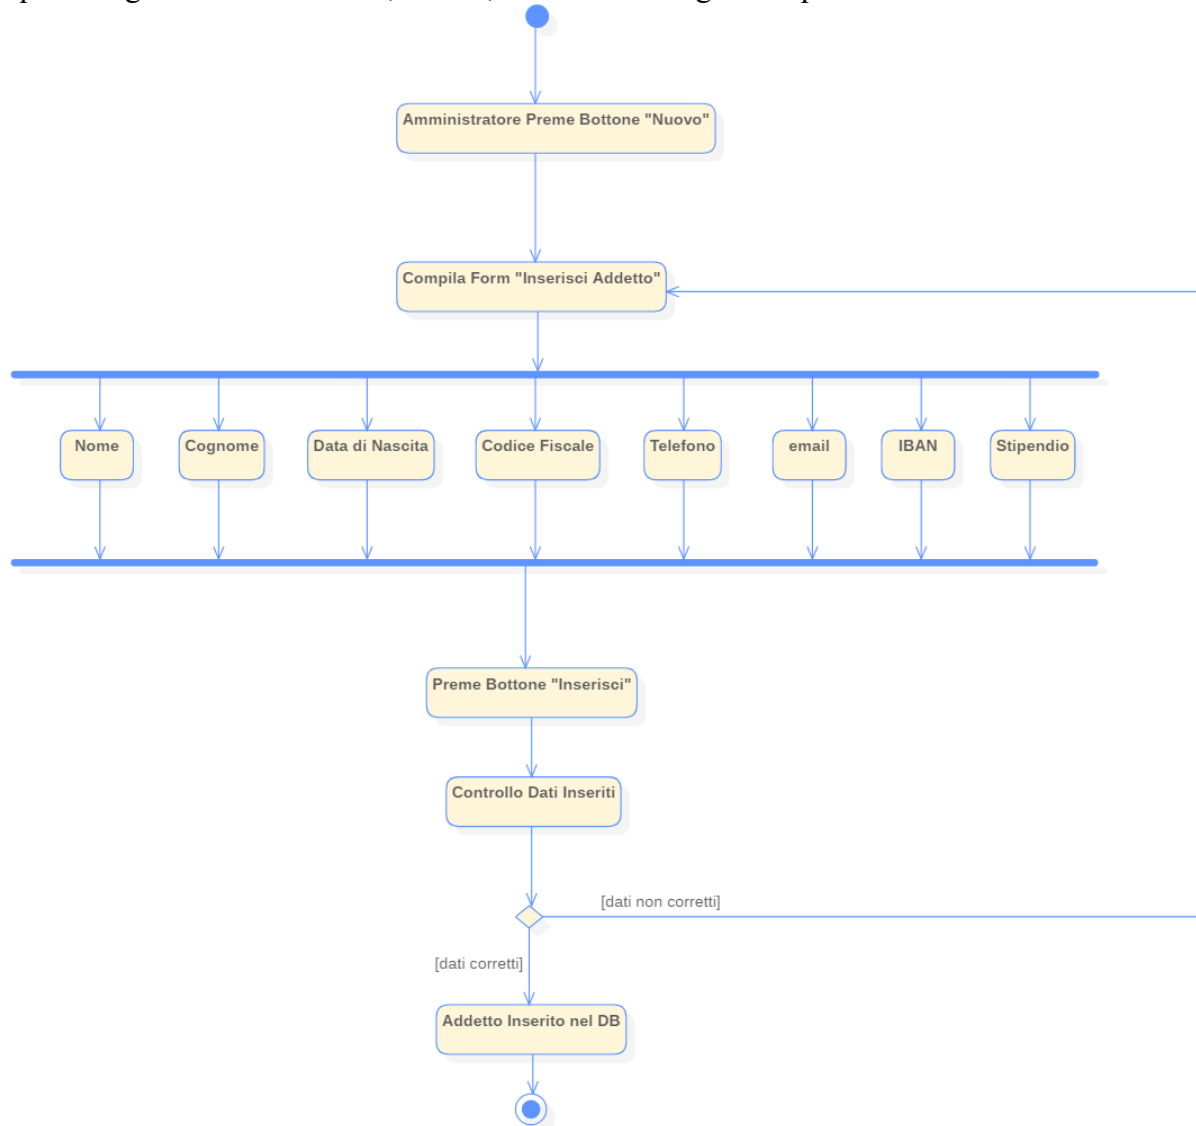 Amministratore Preme Bottone "Nuovo"
Compila Form "Inserisci Addetto"
Nome
Cognome
Data di Nascita
Codice Fiscale
Telefono
email
IBAN
Stipendio
Preme Bottone "Inserisci"
Controllo Dati Inseriti
[dati non corretti]
[dati corretti]
Addetto Inserito nel DB